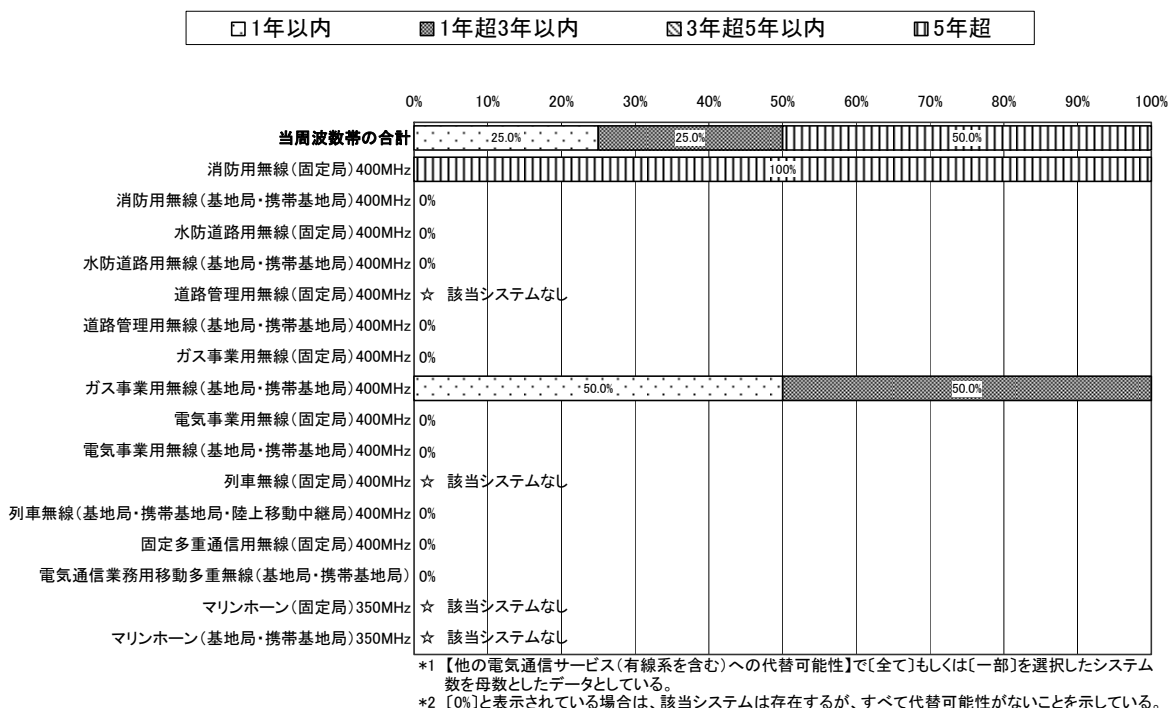 1年以内 1年超3年以内 3年超5年以内 5年超
0% 10% 20% 30% 40% 50% 60% 70% 80% 90% 100%
当周波数帯の合計 25.0% 25.0% 50.0%
消防用無線(固定局)400MHz 100%
消防用無線(基地局・携帯基地局)400MHz 0%
水防道路用無線(固定局)400MHz 0%
水防道路用無線(基地局・携帯基地局)400MHz 0%
道路管理用無線(固定局)400MHz ☆ 該当システムなし
道路管理用無線(基地局・携帯基地局)400MHz 0%
ガス事業用無線(固定局)400MHz 0%
ガス事業用無線(基地局・携帯基地局)400MHz 50.0% 50.0%
電気事業用無線(固定局)400MHz 0%
電気事業用無線(基地局・携帯基地局)400MHz 0%
列車無線(固定局)400MHz ☆ 該当システムなし
列車無線(基地局・携帯基地局・陸上移動中継局)400MHz 0%
固定多重通信用無線(固定局)400MHz 0%
電気通信業務用移動多重無線(基地局・携帯基地局) 0%
マリンホーン(固定局)350MHz ☆ 該当システムなし
マリンホーン(基地局・携帯基地局)350MHz ☆ 該当システムなし
*1 【他の電気通信サービス(有線系を含む)への代替可能性】で〔全て〕もしくは〔一部〕を選択したシステム
数を母数としたデータとしている。
*2 [0%]と表示されている場合は、該当システムは存在するが、すべて代替可能性がないことを示している。